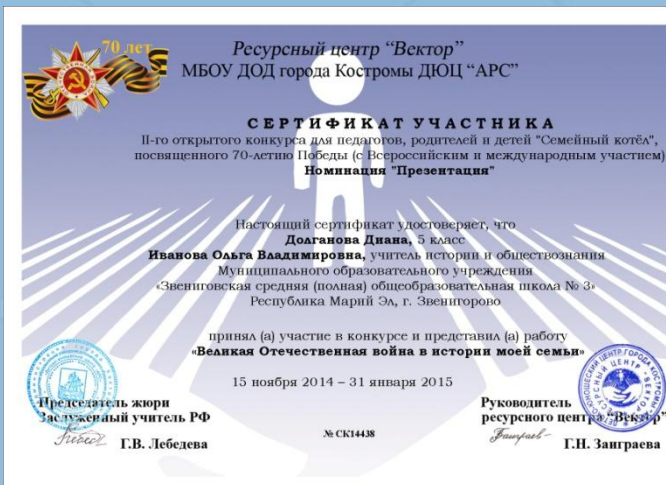 70 лет
Ресурсный центр “Вектор”
МБОУ ДОД города Костромы ДЮЦ “АРС”
СЕРТИФИКАТ УЧАСТНИКА
II-го открытого конкурса для педагогов, родителей и детей "Семейный котёл",
посвященного 70-летию Победы (с Всероссийским и международным участием)
Номинация "Презентация"
Настоящий сертификат удостоверяет, что
Долганова Диана, 5 класс
Иванова Ольга Владимировна, учитель истории и обществознания
Муниципального образовательного учреждения
«Звениговская средняя (полная) общеобразовательная школа № 3»
Республика Марий Эл, г. Звенигорово
принял (а) участие в конкурсе и представил (а) работу
«Великая Отечественная война в истории моей семьи»
15 ноября 2014 – 31 января 2015
Председатель жюри
Заслуженный учитель РФ
Г.В. Лебедева
№ СК14438
Руководитель
ресурсного центра "Вектор"
Г.Н. Заиграева